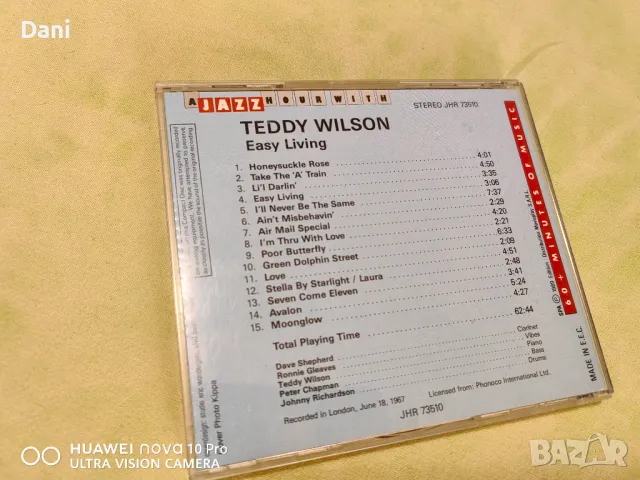 Dani
A JAZZ HOUR WITH
STEREO JHR 73510
TEDDY WILSON
Easy Living
1. Honeysuckle Rose 4:01
2. Take The 'A' Train 4:50
3. Li'l Darlin' 3:35
4. Easy Living 3:06
5. I'll Never Be The Same 7:37
6. Ain't Misbehavin' 2:29
7. Air Mail Special 4:20
8. I'm Thru With Love 2:21
9. Poor Butterfly 6:33
10. Green Dolphin Street 2:09
11. Love 4:51
12. Stella By Starlight / Laura 2:48
13. Seven Come Eleven 3:41
14. Avalon 5:24
15. Moonglow 4:27
Total Playing Time 62:44
Dave Shepherd Clarinet
Ronnie Gleaves Vibes
Teddy Wilson Piano
Peter Chapman Bass
Johnny Richardson Drums
Recorded in London, June 18, 1967
Licensed from: Phonoco International Ltd.
JHR 73510
60+ MINUTES OF MUSIC
MADE IN E.E.C.
HUAWEI nova 10 Pro
ULTRA VISION CAMERA
BAZAR